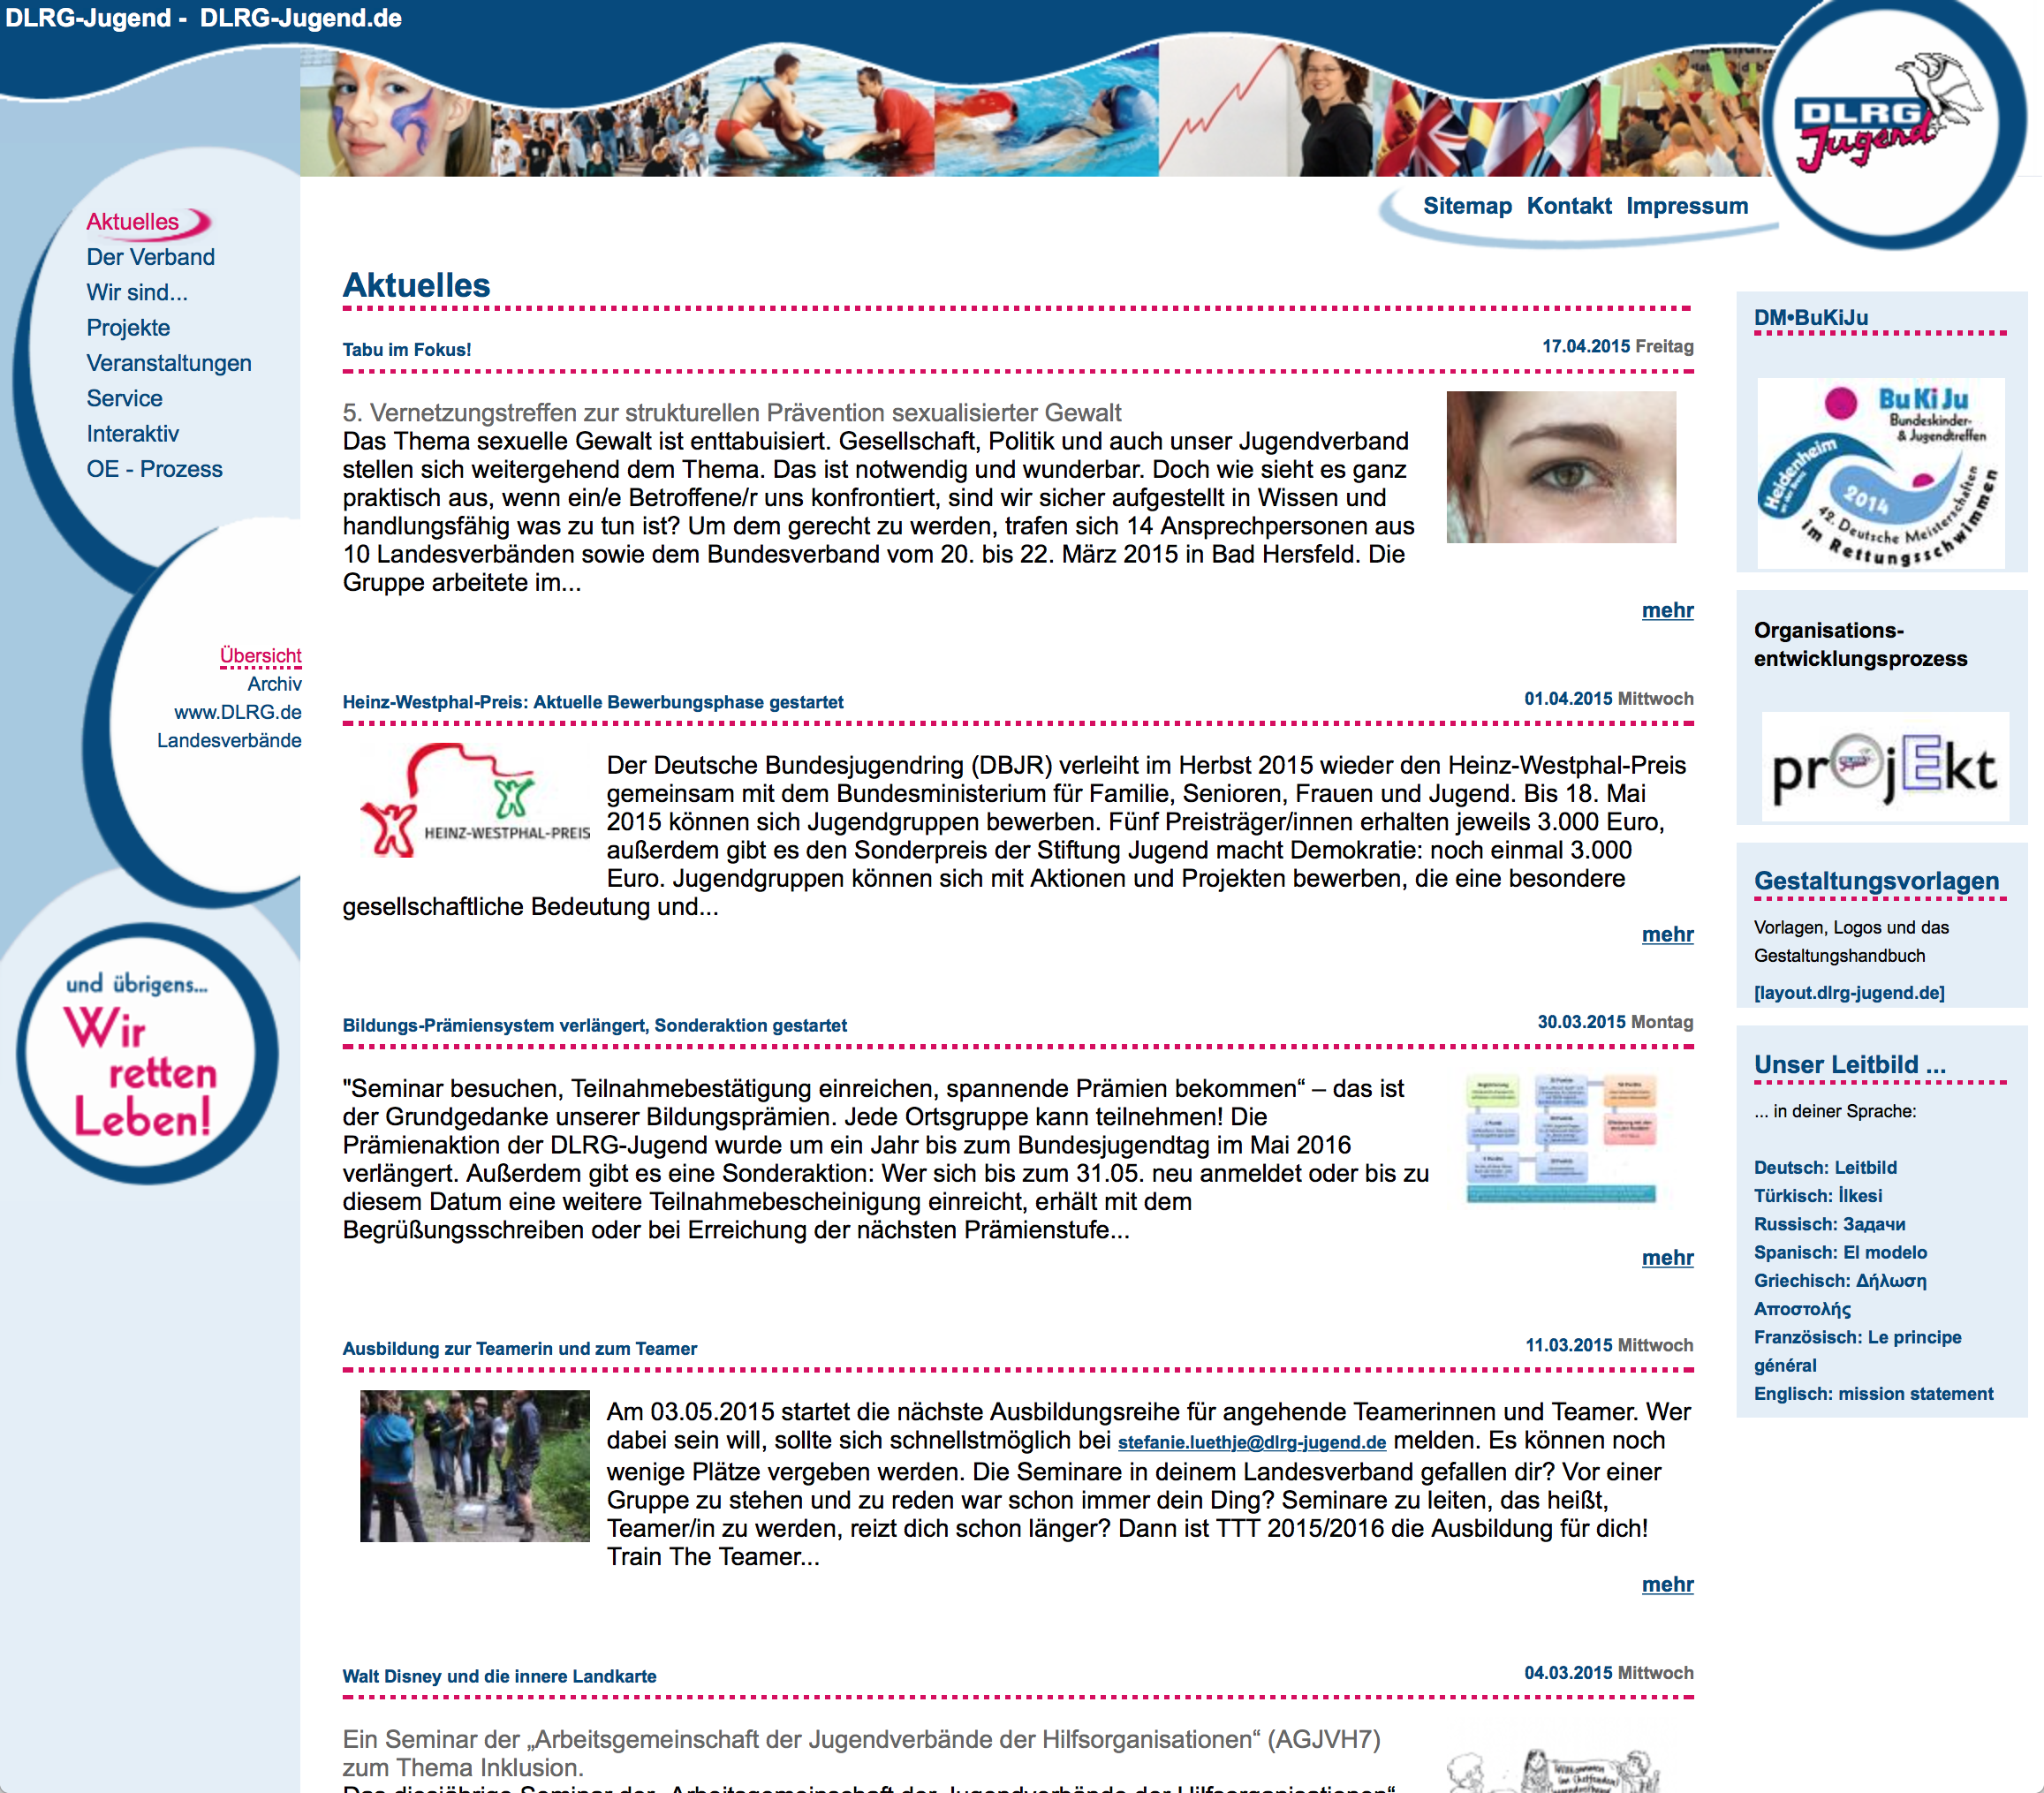 DLRG-Jugend - DLRG-Jugend.de
DLRG
Jugend
Sitemap Kontakt Impressum
Aktuelles
Der Verband
Wir sind...
Projekte
Veranstaltungen
Service
Interaktiv
OE - Prozess
Übersicht
Archiv
www.DLRG.de
Landesverbände
und übrigens...
Wir
retten
Leben!
Aktuelles
Tabu im Fokus!
17.04.2015 Freitag
5. Vernetzungstreffen zur strukturellen Prävention sexualisierter Gewalt
Das Thema sexuelle Gewalt ist enttabuisiert. Gesellschaft, Politik und auch unser Jugendverband
stellen sich weitergehend dem Thema. Das ist notwendig und wunderbar. Doch wie sieht es ganz
praktisch aus, wenn ein/e Betroffene/r uns konfrontiert, sind wir sicher aufgestellt in Wissen und
handlungsfähig was zu tun ist? Um dem gerecht zu werden, trafen sich 14 Ansprechpersonen aus
10 Landesverbänden sowie dem Bundesverband vom 20. bis 22. März 2015 in Bad Hersfeld. Die
Gruppe arbeitete im...
mehr
Heinz-Westphal-Preis: Aktuelle Bewerbungsphase gestartet
01.04.2015 Mittwoch
HEINZ-WESTPHAL-PREIS
Der Deutsche Bundesjugendring (DBJR) verleiht im Herbst 2015 wieder den Heinz-Westphal-Preis
gemeinsam mit dem Bundesministerium für Familie, Senioren, Frauen und Jugend. Bis 18. Mai
2015 können sich Jugendgruppen bewerben. Fünf Preisträger/innen erhalten jeweils 3.000 Euro,
außerdem gibt es den Sonderpreis der Stiftung Jugend macht Demokratie: noch einmal 3.000
Euro. Jugendgruppen können sich mit Aktionen und Projekten bewerben, die eine besondere
gesellschaftliche Bedeutung und...
mehr
Bildungs-Prämiensystem verlängert, Sonderaktion gestartet
30.03.2015 Montag
"Seminar besuchen, Teilnahmebestätigung einreichen, spannende Prämien bekommen“ – das ist
der Grundgedanke unserer Bildungsprämien. Jede Ortsgruppe kann teilnehmen! Die
Prämienaktion der DLRG-Jugend wurde um ein Jahr bis zum Bundesjugendtag im Mai 2016
verlängert. Außerdem gibt es eine Sonderaktion: Wer sich bis zum 31.05. neu anmeldet oder bis zu
diesem Datum eine weitere Teilnahmebescheinigung einreicht, erhält mit dem
Begrüßungsschreiben oder bei Erreichung der nächsten Prämienstufe...
mehr
Ausbildung zur Teamerin und zum Teamer
11.03.2015 Mittwoch
Am 03.05.2015 startet die nächste Ausbildungsreihe für angehende Teamerinnen und Teamer. Wer
dabei sein will, sollte sich schnellstmöglich bei stefanie.luethje@dlrg-jugend.de melden. Es können noch
wenige Plätze vergeben werden. Die Seminare in deinem Landesverband gefallen dir? Vor einer
Gruppe zu stehen und zu reden war schon immer dein Ding? Seminare zu leiten, das heißt,
Teamer/in zu werden, reizt dich schon länger? Dann ist TTT 2015/2016 die Ausbildung für dich!
Train The Teamer...
mehr
Walt Disney und die innere Landkarte
04.03.2015 Mittwoch
Ein Seminar der „Arbeitsgemeinschaft der Jugendverbände der Hilfsorganisationen“ (AGJVH7)
zum Thema Inklusion.
Das diesjährige Seminar der „Arbeitsgemeinschaft der Jugendverbände der Hilfsorganisationen“
DM•BuKiJu
Bu Ki Ju
Bundeskinder-
& Jugendtreffen
Heidenheim
2014
42. Deutsche Meisterschaften
im Rettungsschwimmen
Organisations-
entwicklungsprozess
projEkt
Gestaltungsvorlagen
Vorlagen, Logos und das
Gestaltungshandbuch
[layout.dlrg-jugend.de]
Unser Leitbild ...
... in deiner Sprache:
Deutsch: Leitbild
Türkisch: İlkesi
Russisch: Задачи
Spanisch: El modelo
Griechisch: Δήλωση
Αποστολής
Französisch: Le principe
général
Englisch: mission statement